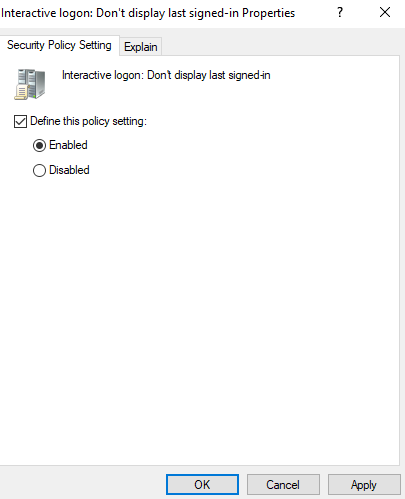 Interactive logon: Don't display last signed-in Properties ?
Security Policy Setting Explain
Interactive logon: Don't display last signed-in
Define this policy setting:
Enabled
Disabled
OK Cancel Apply